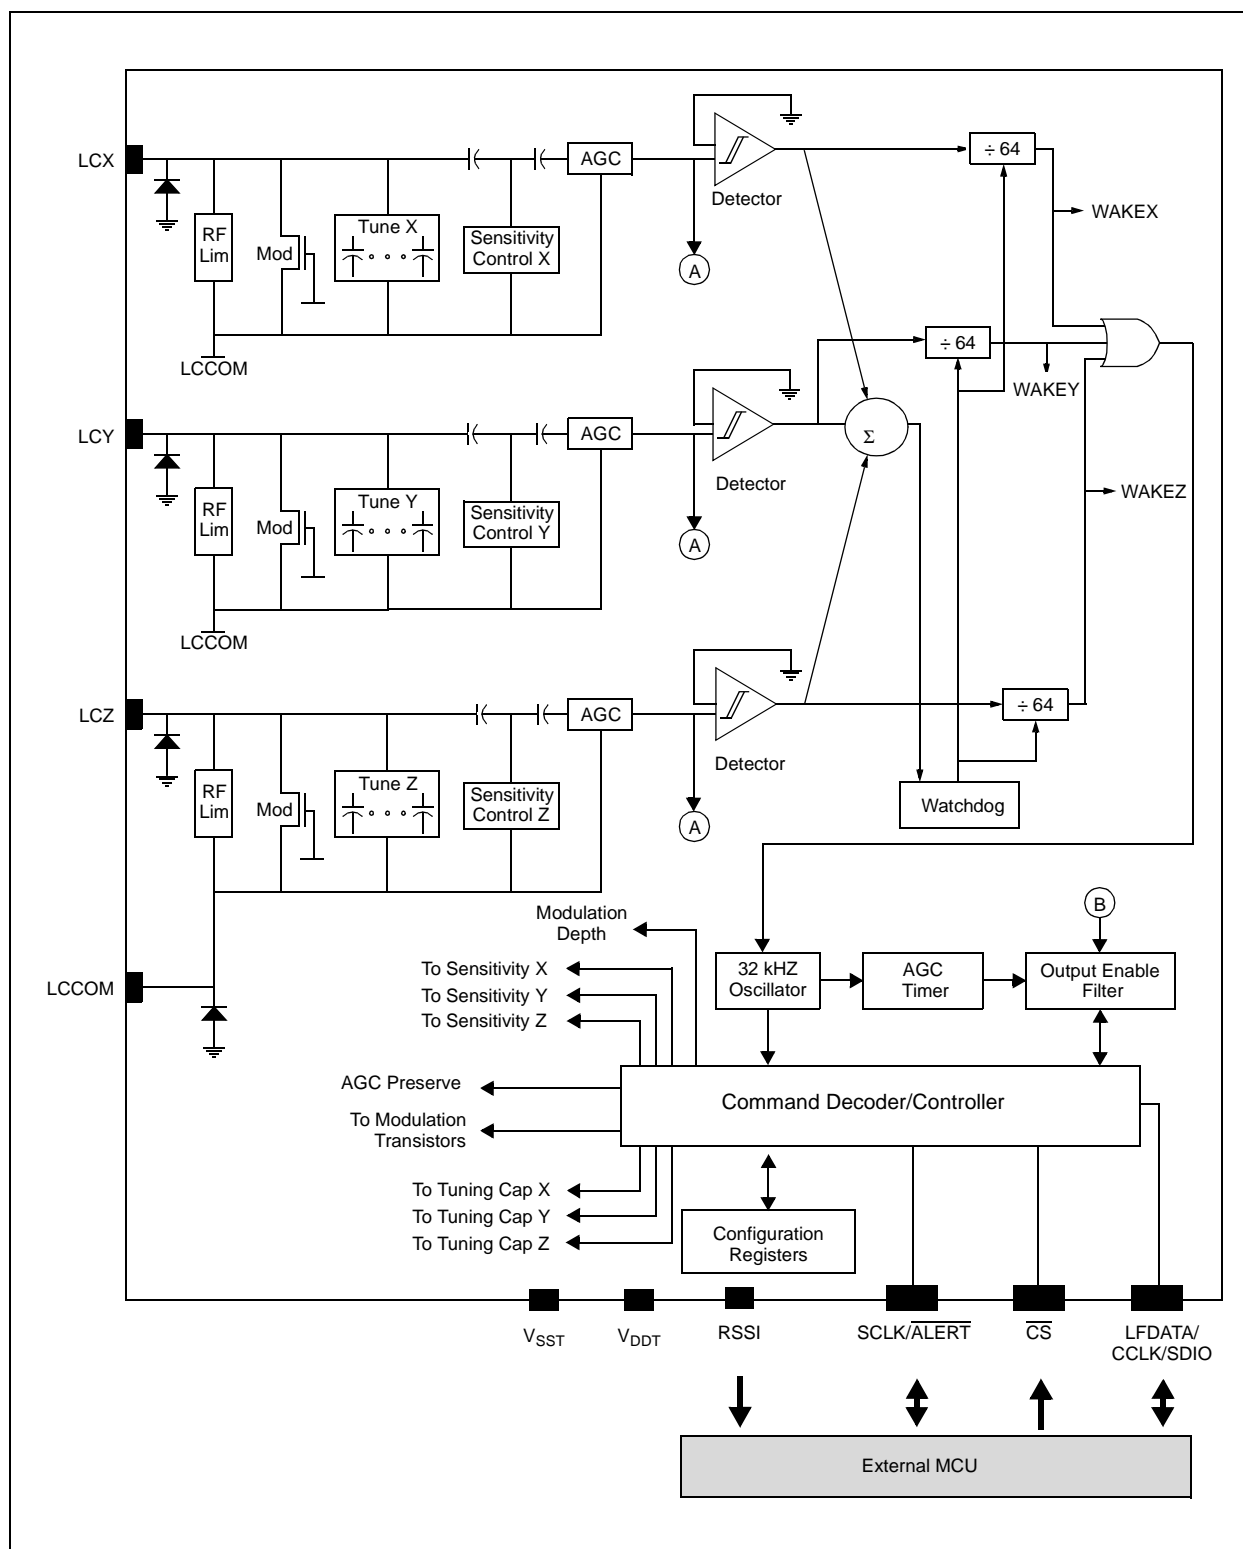 LCX
RF
Lim
Mod
Tune X
Sensitivity
Control X
AGC
Detector
A
÷ 64
WAKEX
LCCOM
÷ 64
WAKEY
LCY
RF
Lim
Mod
Tune Y
Sensitivity
Control Y
AGC
Detector
A
Σ
WAKEZ
LCCOM
LCZ
RF
Lim
Mod
Tune Z
Sensitivity
Control Z
AGC
Detector
A
÷ 64
Watchdog
LCCOM
Modulation
Depth
To Sensitivity X
To Sensitivity Y
To Sensitivity Z
B
32 kHZ
Oscillator
AGC
Timer
Output Enable
Filter
AGC Preserve
To Modulation
Transistors
Command Decoder/Controller
To Tuning Cap X
To Tuning Cap Y
To Tuning Cap Z
Configuration
Registers
VSST
VDDT
RSSI
SCLK/ALERT
CS
LFDATA/
CCLK/SDIO
External MCU